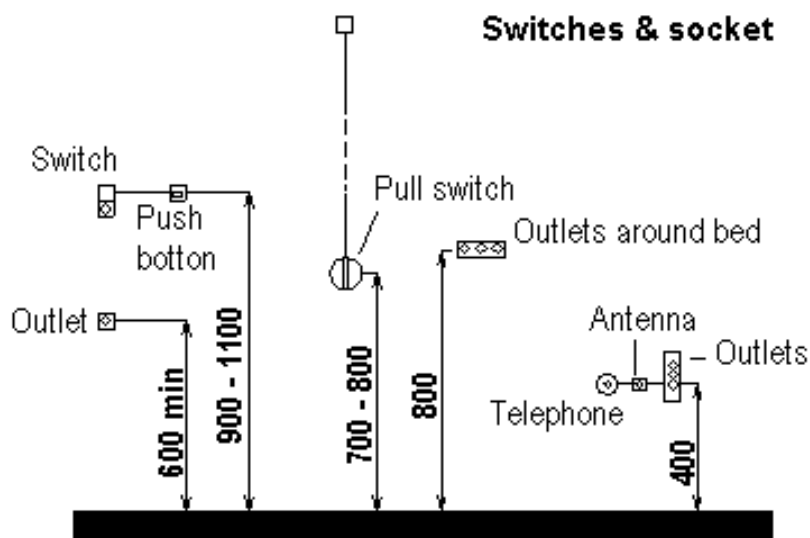 Switches & socket
Switch
Push
botton
Pull switch
Outlets around bed
Outlet
Antenna
Outlets
Telephone
600 min
900 - 1100
700 - 800
800
400